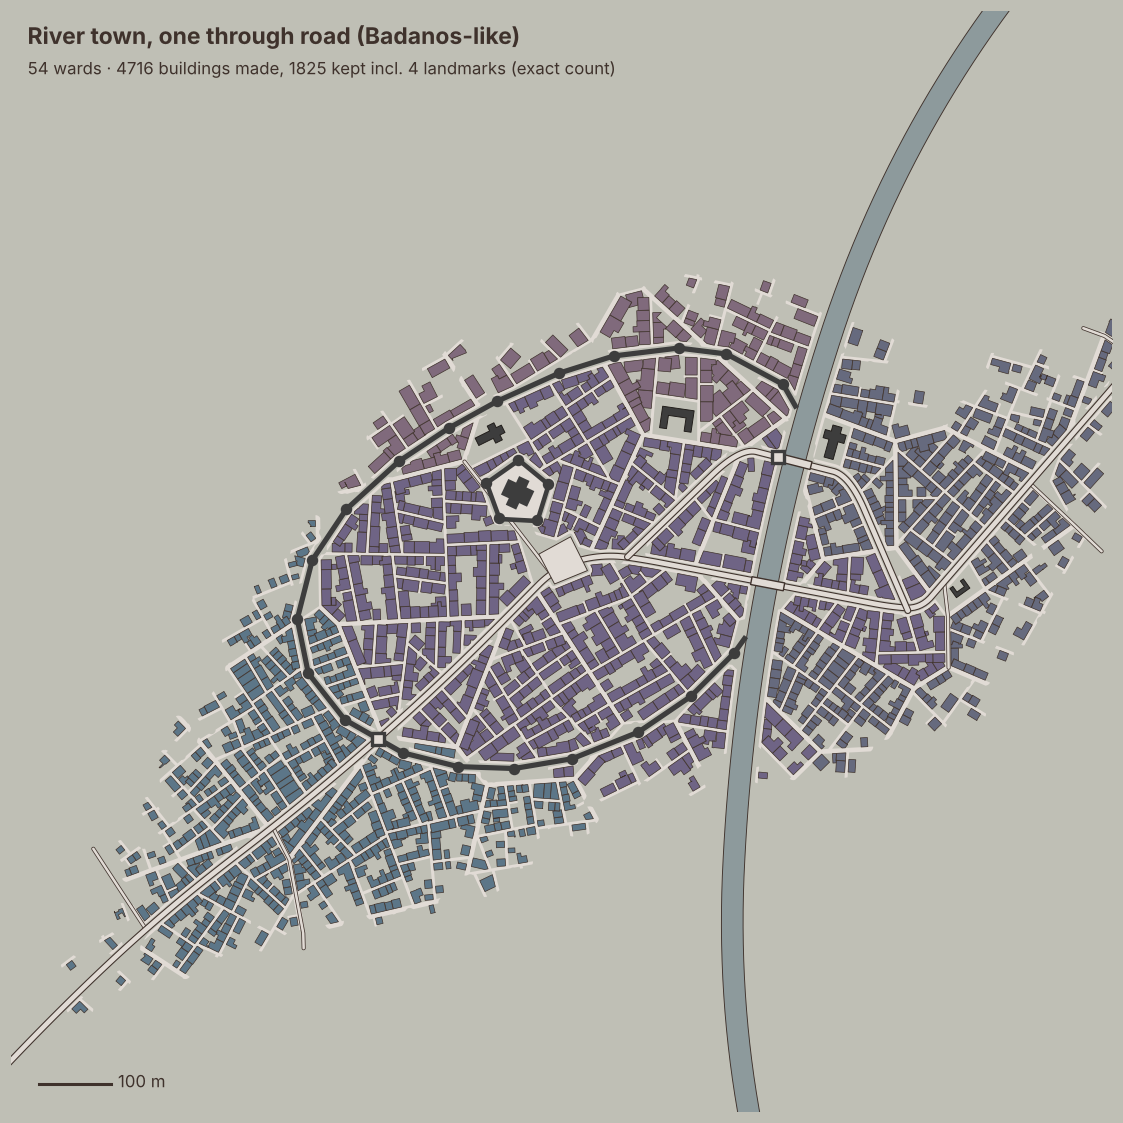 River town, one through road (Badanos-like)
54 wards · 4716 buildings made, 1825 kept incl. 4 landmarks (exact count)
100 m